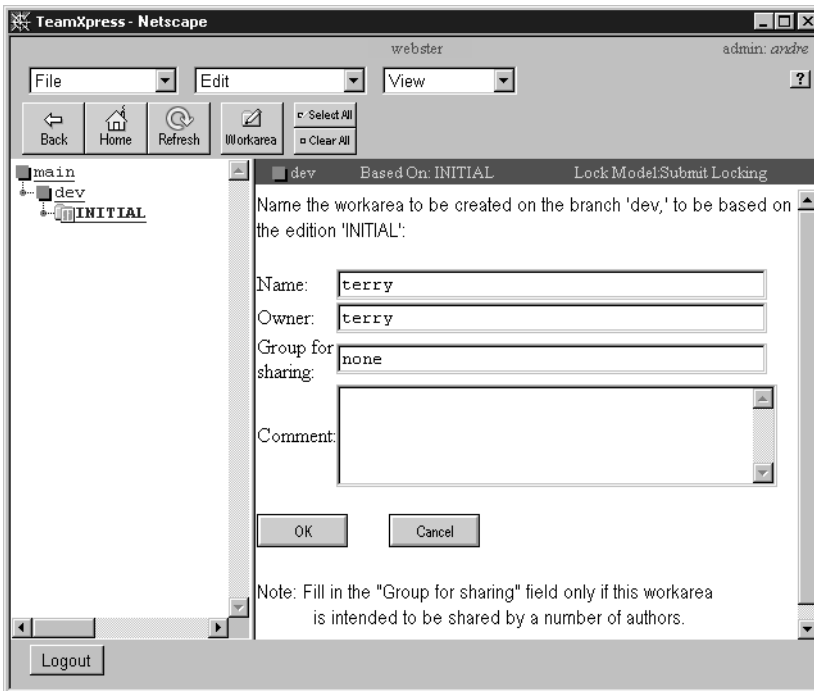 TeamXpress - Netscape
webster admin: andre
File Edit View ?
Back Home Refresh Workarea Select All
Clear All
main
dev
INITIAL
dev Based On: INITIAL Lock Model:Submit Locking
Name the workarea to be created on the branch 'dev,' to be based on
the edition 'INITIAL':
Name: terry
Owner: terry
Group for
sharing: none
Comment:
OK Cancel
Note: Fill in the "Group for sharing" field only if this workarea
is intended to be shared by a number of authors.
Logout